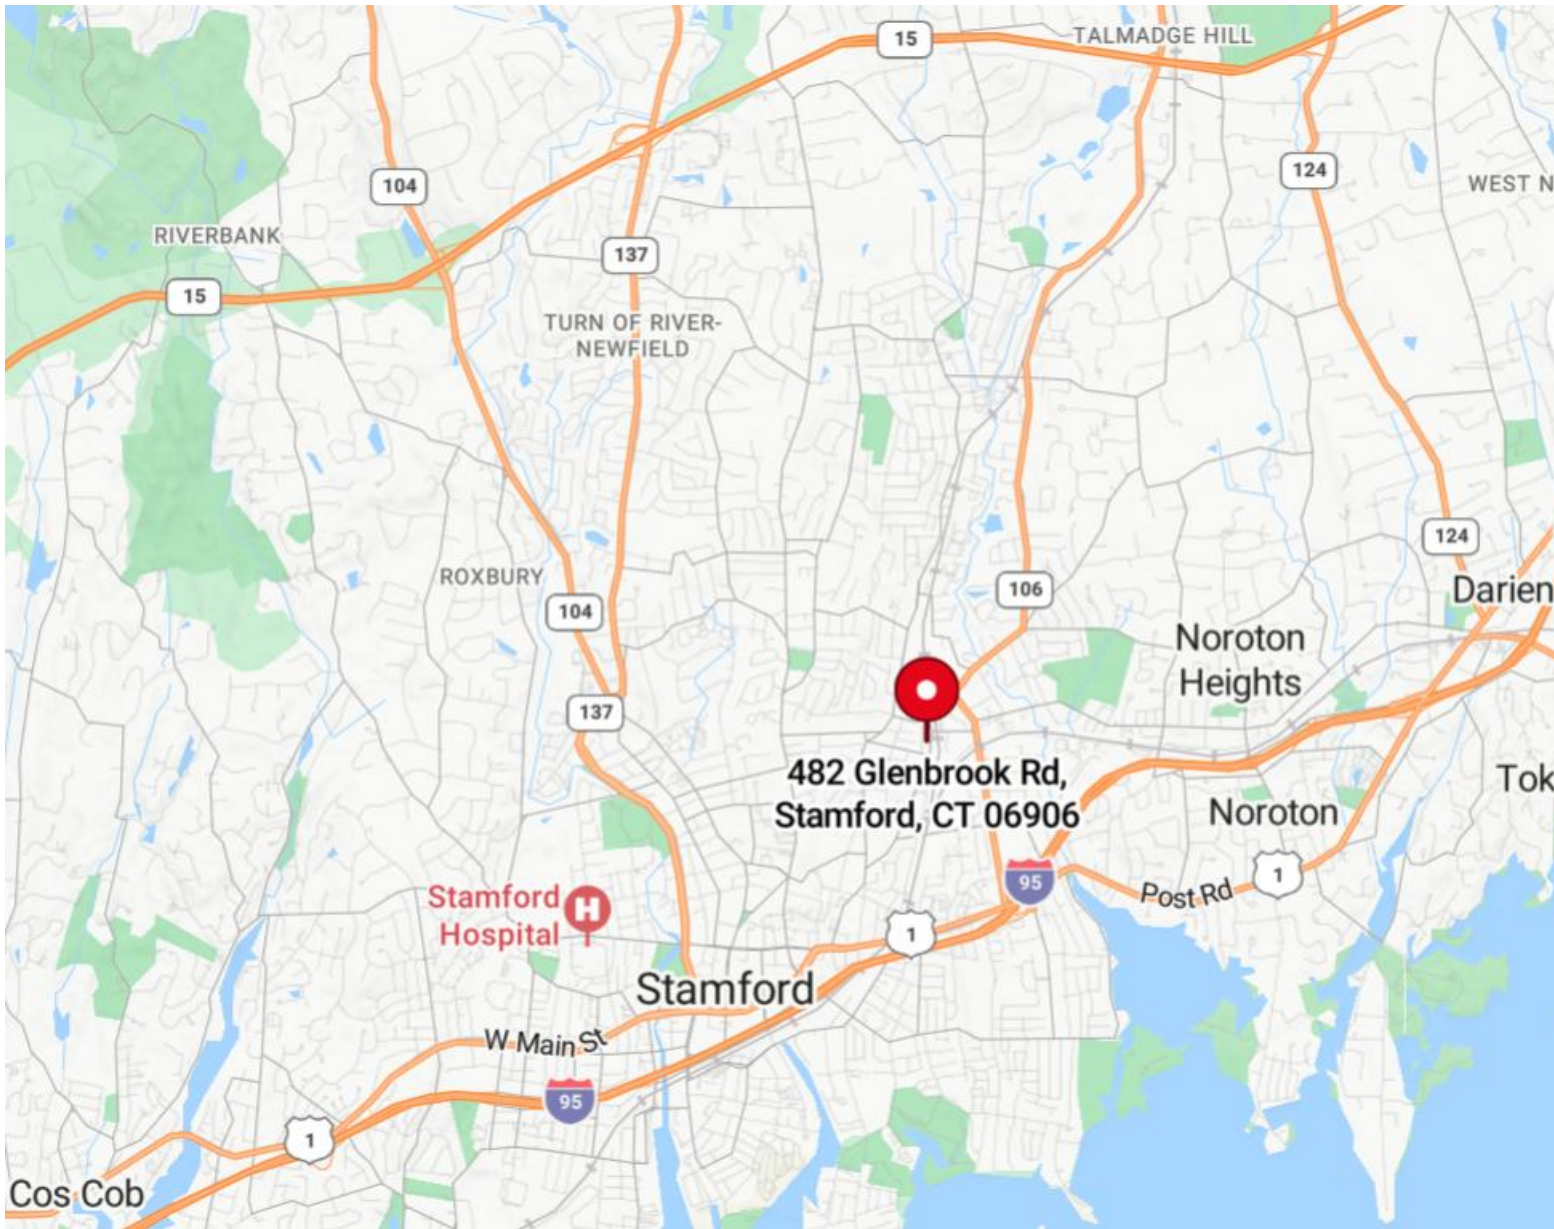 15
TALMADGE HILL
104
124
WEST N
RIVERBANK
137
15
TURN OF RIVER-
NEWFIELD
124
ROXBURY
106
Darien
104
Noroton
Heights
137
482 Glenbrook Rd,
Stamford, CT 06906
Tok
Noroton
95
1
Post Rd
Stamford
Hospital
H
1
Stamford
W Main St
95
1
Cos Cob